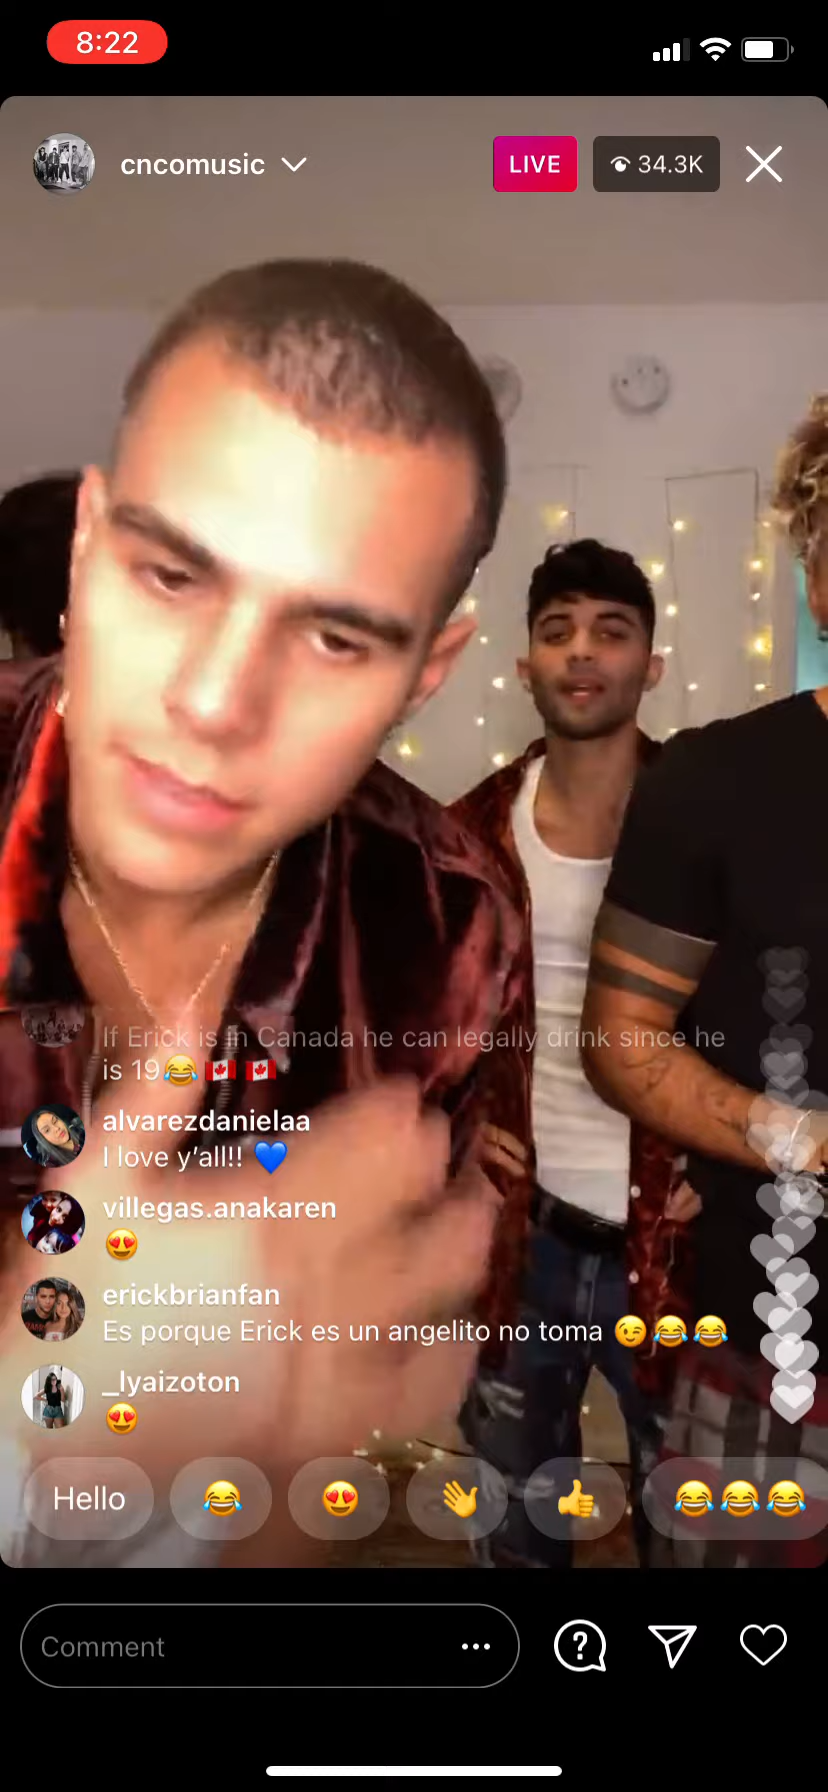 8:22
cncomusic
LIVE
34.3K
If Erick is in Canada he can legally drink since he
is 19😂🇨🇦🇨🇦
alvarezdanielaa
I love y’all!! 💙
villegas.anakaren
😍
erickbrianfan
Es porque Erick es un angelito no toma 😉😂😂
_lyaizoton
😍
Hello
😂
😍
👋
👍
😂😂😂
Comment